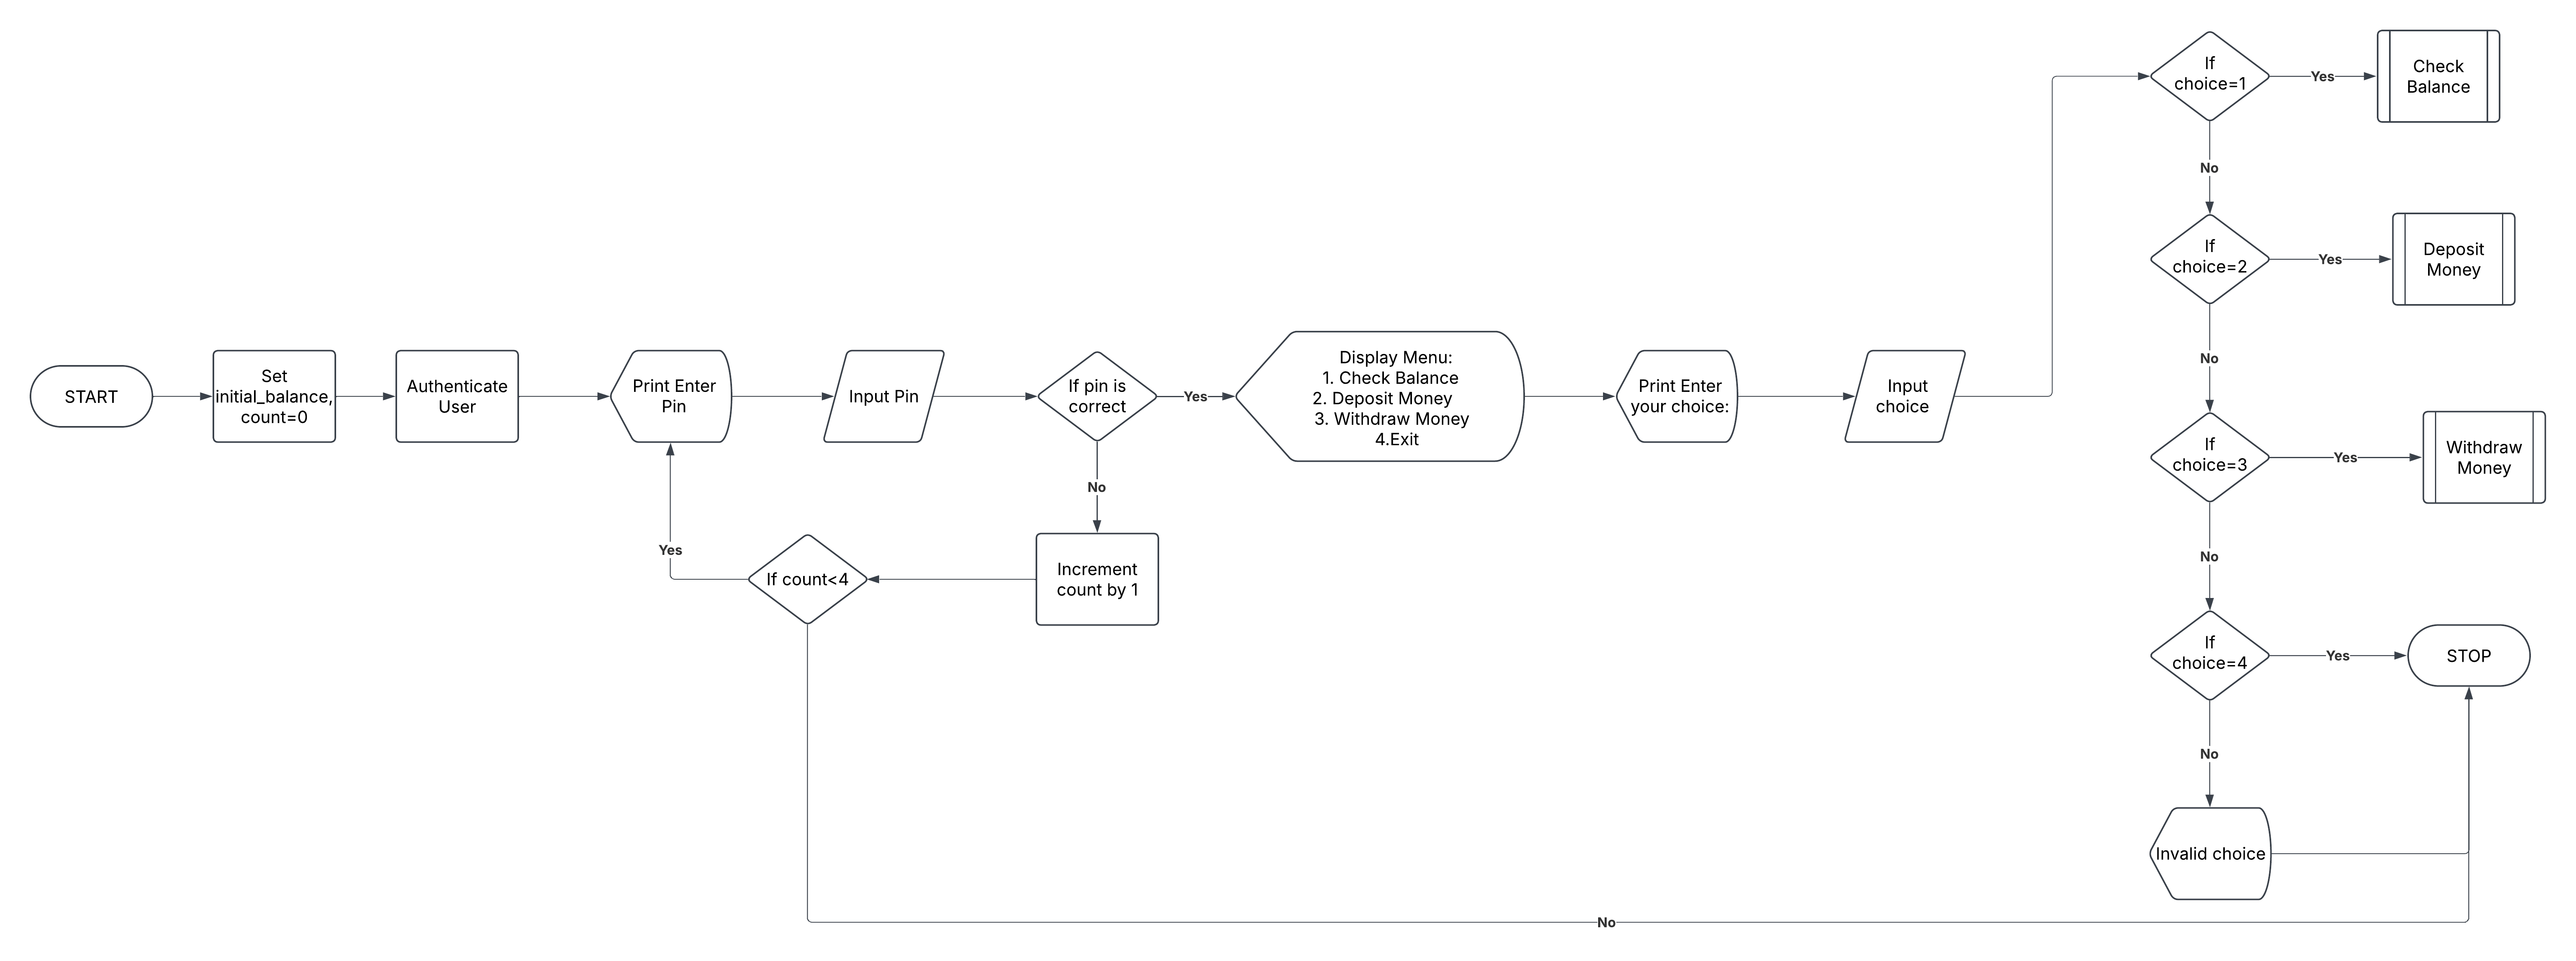 START
Set
initial_balance,
count=0
Authenticate
User
Print Enter
Pin
Input Pin
If pin is
correct
Yes
Display Menu:
1. Check Balance
2. Deposit Money
3. Withdraw Money
4.Exit
Print Enter
your choice:
Input
choice
No
Increment
count by 1
If count<4
Yes
No
If
choice=1
Yes
Check
Balance
No
If
choice=2
Yes
Deposit
Money
No
If
choice=3
Yes
Withdraw
Money
No
If
choice=4
Yes
STOP
No
Invalid choice